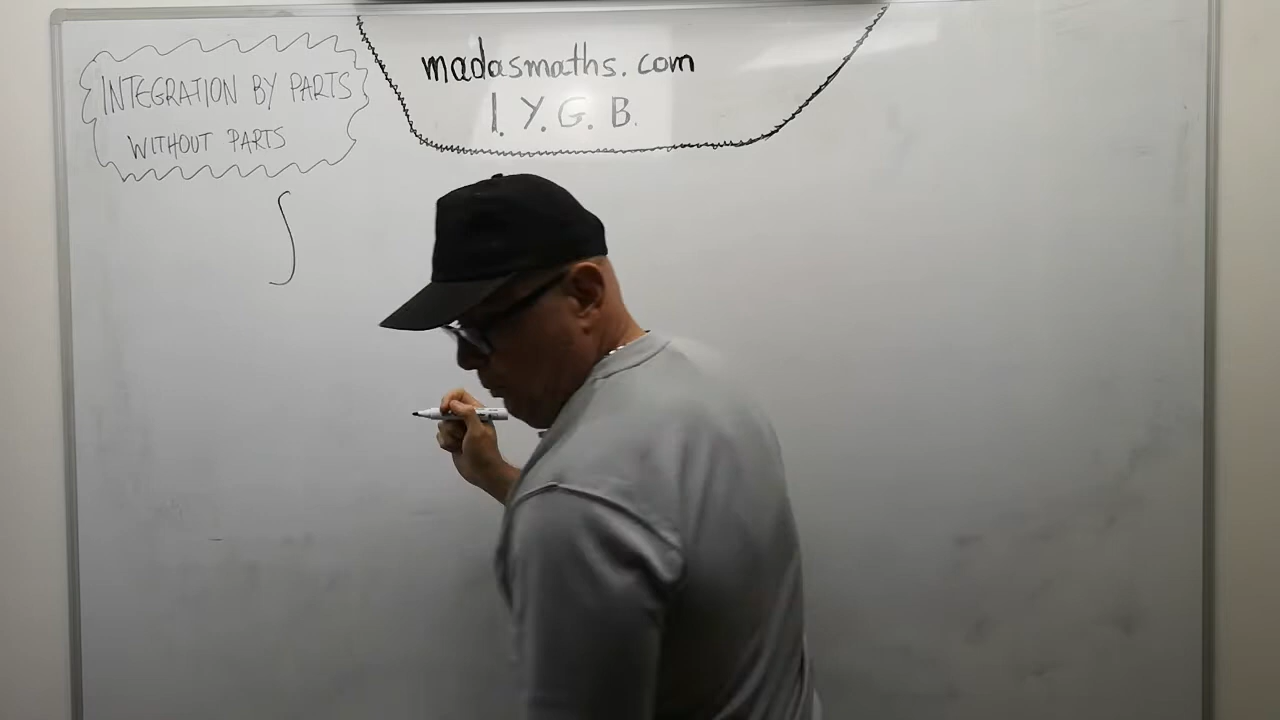 madasmaths.com
I. Y. G. B.
INTEGRATION BY PARTS
WITHOUT PARTS
∫